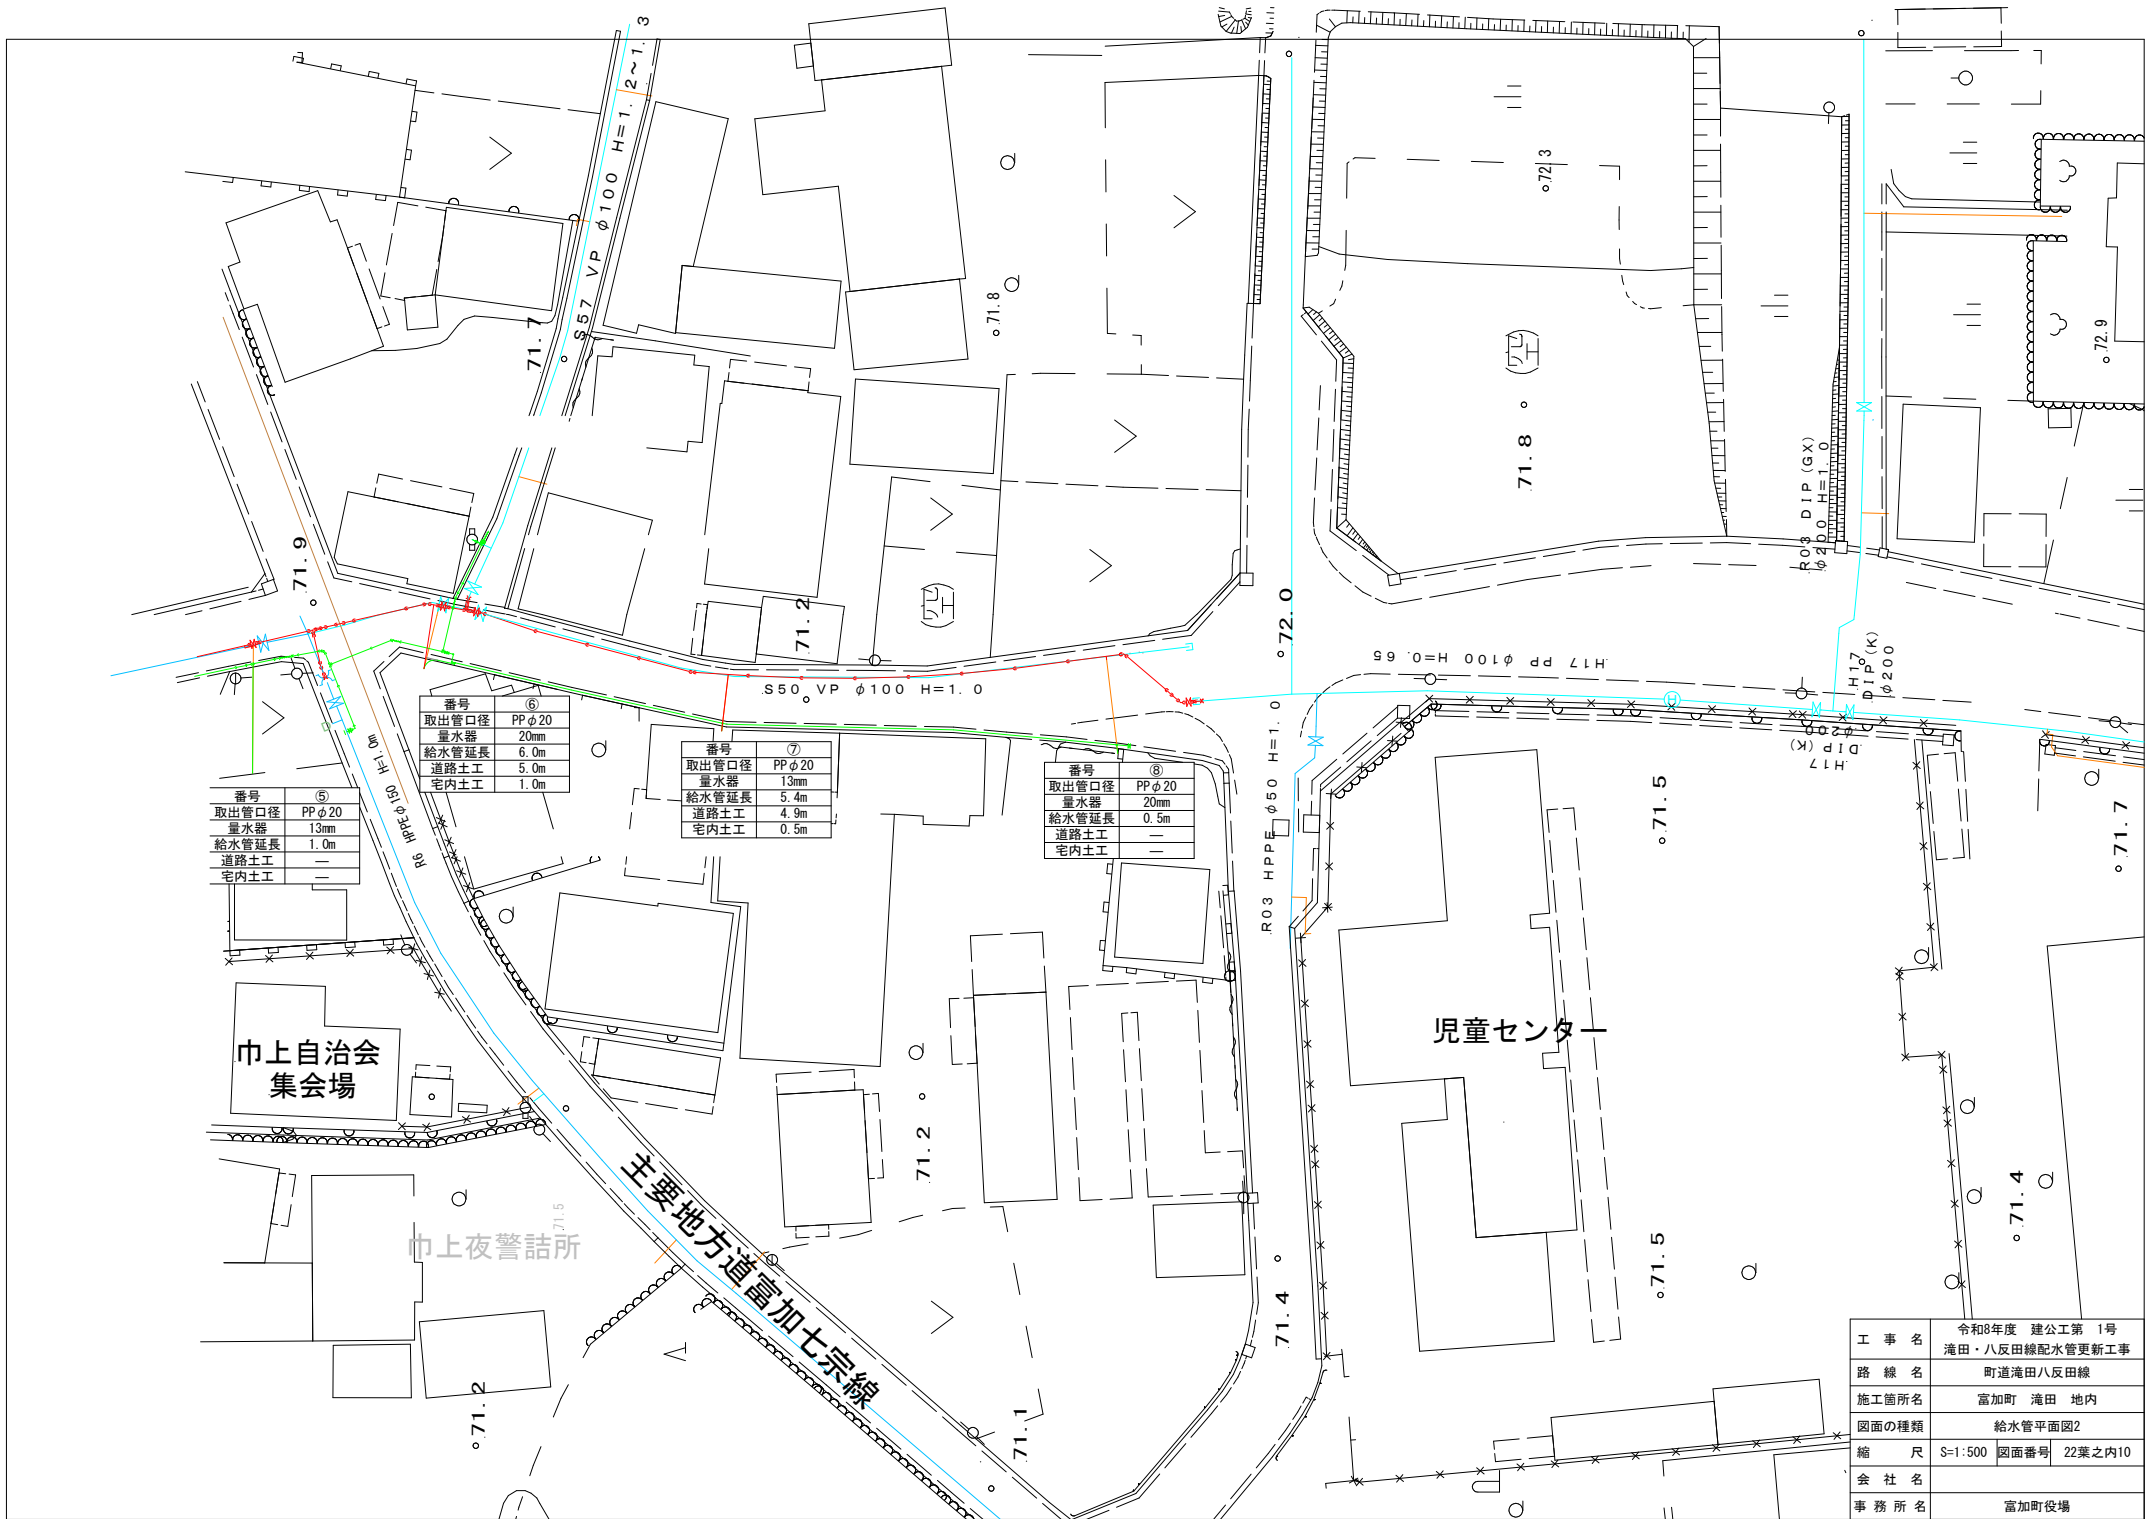 S57 VP φ100 H=1.2~1.3
71.7
71.8
72.3
(空)
71.8
72.9
R03 DIP(GX)
φ200 H=1.0
71.9
71.2
(空)
72.0
H17 PP φ100 H=0.65
H17
DIP(K)
φ200
S50 VP φ100 H=1.0
H
H17
DIP(K)
φ200
R03 HPPE φ50 H=1.0
R6 HPPEφ150 H=1.0m
番号 ⑤
取出管口径 PPφ20
量水器 13mm
給水管延長 1.0m
道路土工 ―
宅内土工 ―
番号 ⑥
取出管口径 PPφ20
量水器 20mm
給水管延長 6.0m
道路土工 5.0m
宅内土工 1.0m
番号 ⑦
取出管口径 PPφ20
量水器 13mm
給水管延長 5.4m
道路土工 4.9m
宅内土工 0.5m
番号 ⑧
取出管口径 PPφ20
量水器 20mm
給水管延長 0.5m
道路土工 ―
宅内土工 ―
71.5
71.7
児童センター
巾上自治会
集会場
71.2
71.4
主要地方道富加七宗線
71.5
巾上夜警詰所
71.5
71.4
71.2
71.1
工事名 令和8年度 建公工第 1号
滝田・八反田線配水管更新工事
路線名 町道滝田八反田線
施工箇所名 富加町 滝田 地内
図面の種類 給水管平面図2
縮尺 S=1:500 図面番号 22葉之内10
会社名
事務所名 富加町役場